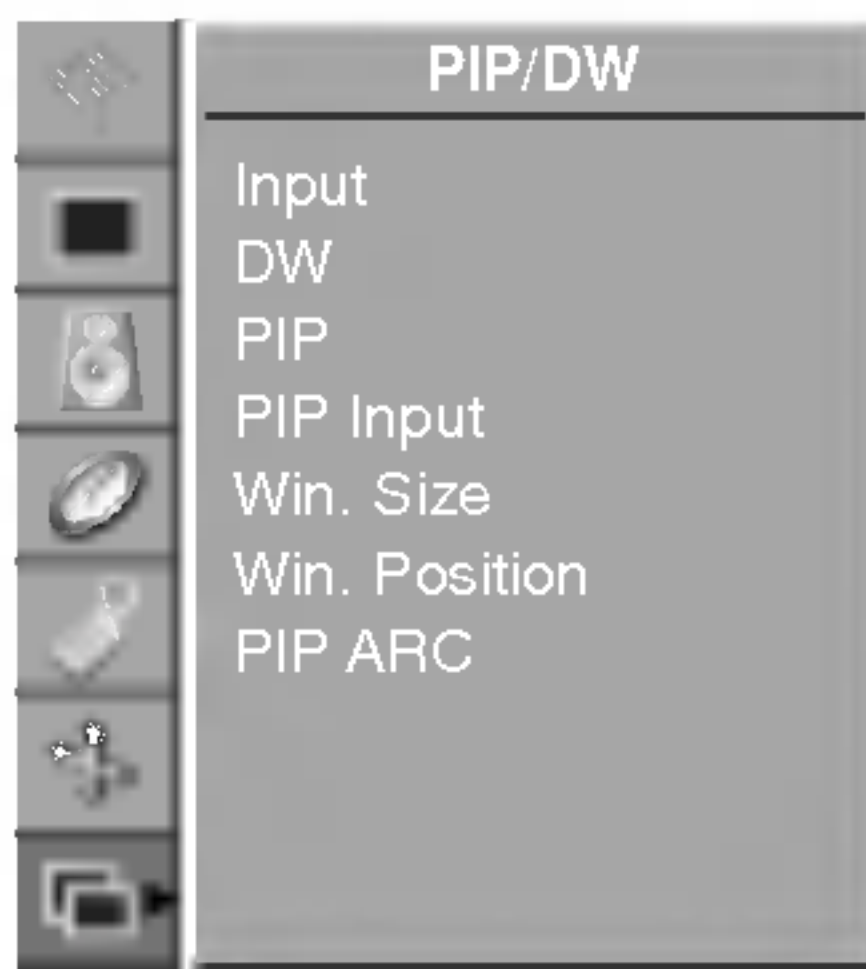 PIP/DW
Input
DW
PIP
PIP Input
Win. Size
Win. Position
PIP ARC